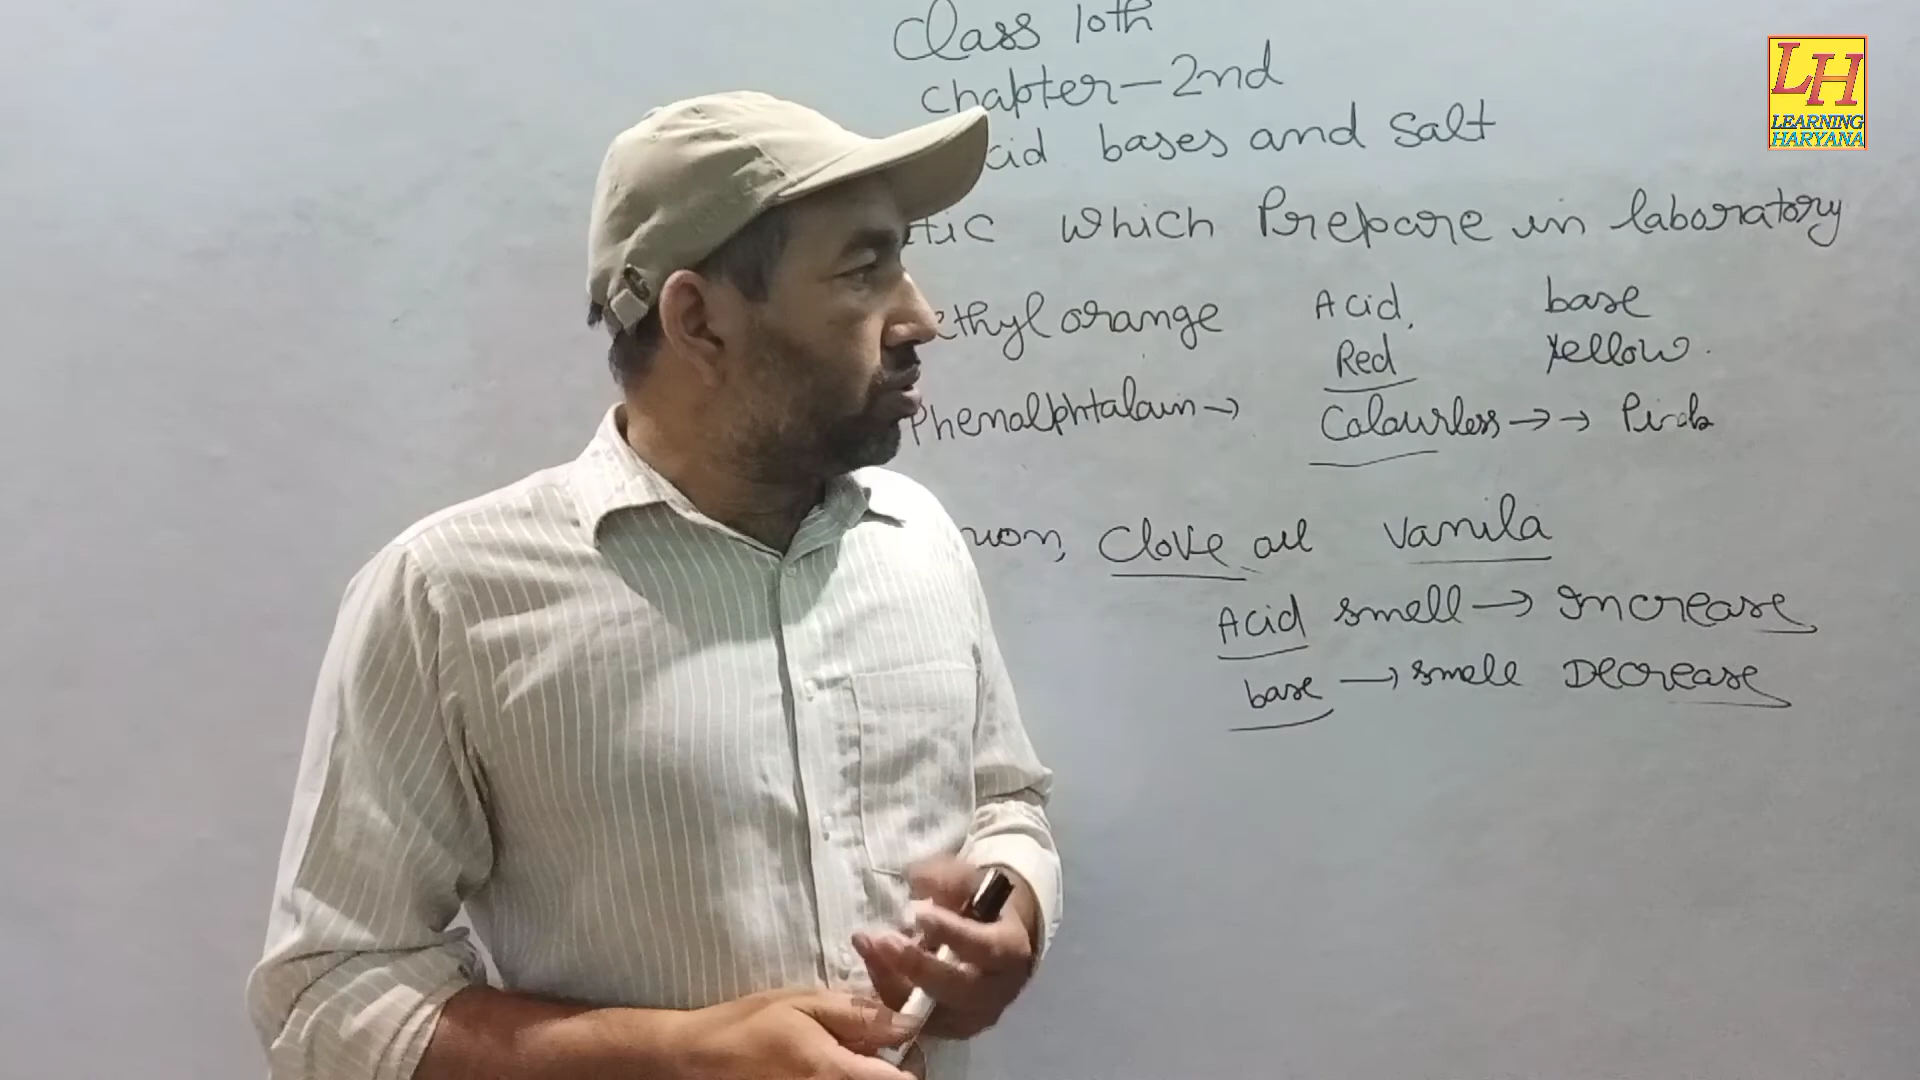 Class 10th
Chapter-2nd
cid bases and salt
tic which Prepare in laboratory
ethyl orange Acid, base
Red Yellow.
Phenalphtalain→ Colourless→→ Pink
non, Clove oil Vanila
Acid smell→Increase
base→smell Decrease
LH
LEARNING
HARYANA